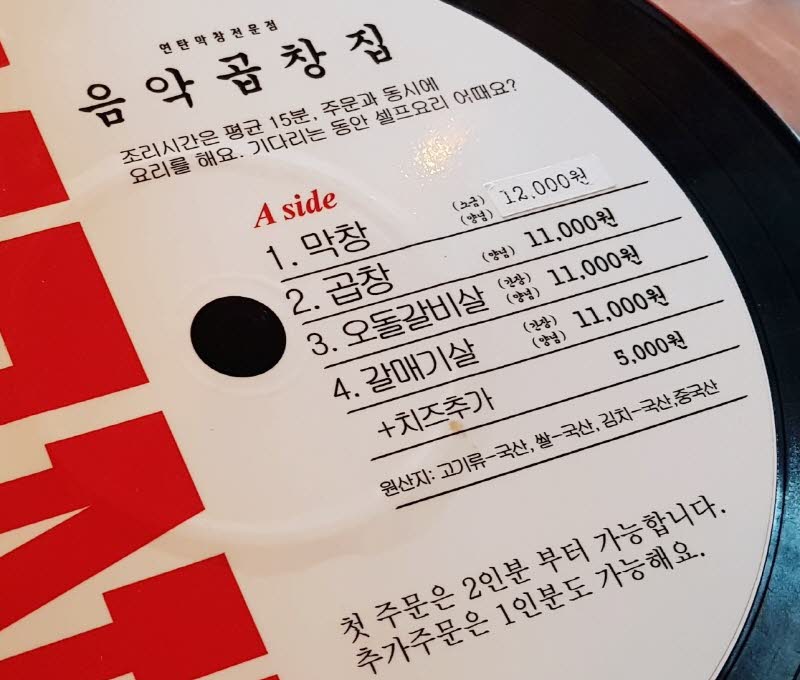 연탄막창전문점
음악곱창집
조리시간은 평균 15분, 주문과 동시에
요리를 해요. 기다리는 동안 셀프요리 어때요?
A side
1. 막창 (소금) (양념) 12,000원
2. 곱창 (양념) 11,000원
3. 오돌갈비살 (간장) (양념) 11,000원
4. 갈매기살 (간장) (양념) 11,000원
+치즈추가 5,000원
원산지: 고기류-국산, 쌀-국산, 김치-국산,중국산
첫 주문은 2인분 부터 가능합니다.
추가주문은 1인분도 가능해요.